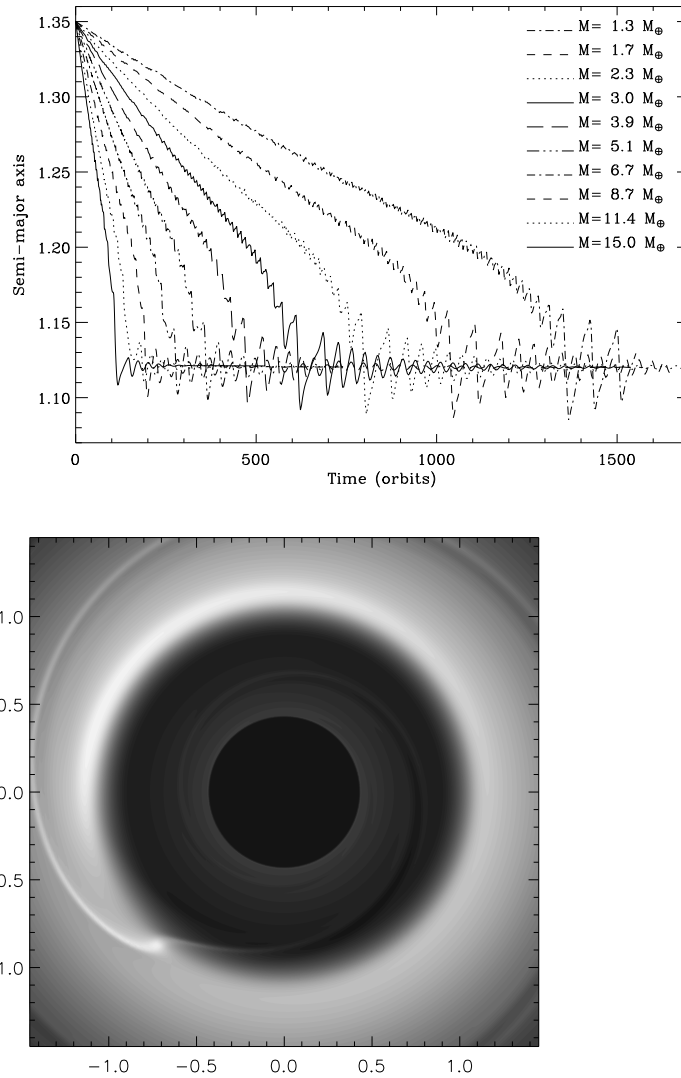 1.35
1.30
1.25
1.20
1.15
1.10
Semi-major axis
M= 1.3 M⊕
M= 1.7 M⊕
M= 2.3 M⊕
M= 3.0 M⊕
M= 3.9 M⊕
M= 5.1 M⊕
M= 6.7 M⊕
M= 8.7 M⊕
M=11.4 M⊕
M=15.0 M⊕
0 500 1000 1500
Time (orbits)
1.0
0.5
0.0
0.5
1.0
−1.0 −0.5 0.0 0.5 1.0